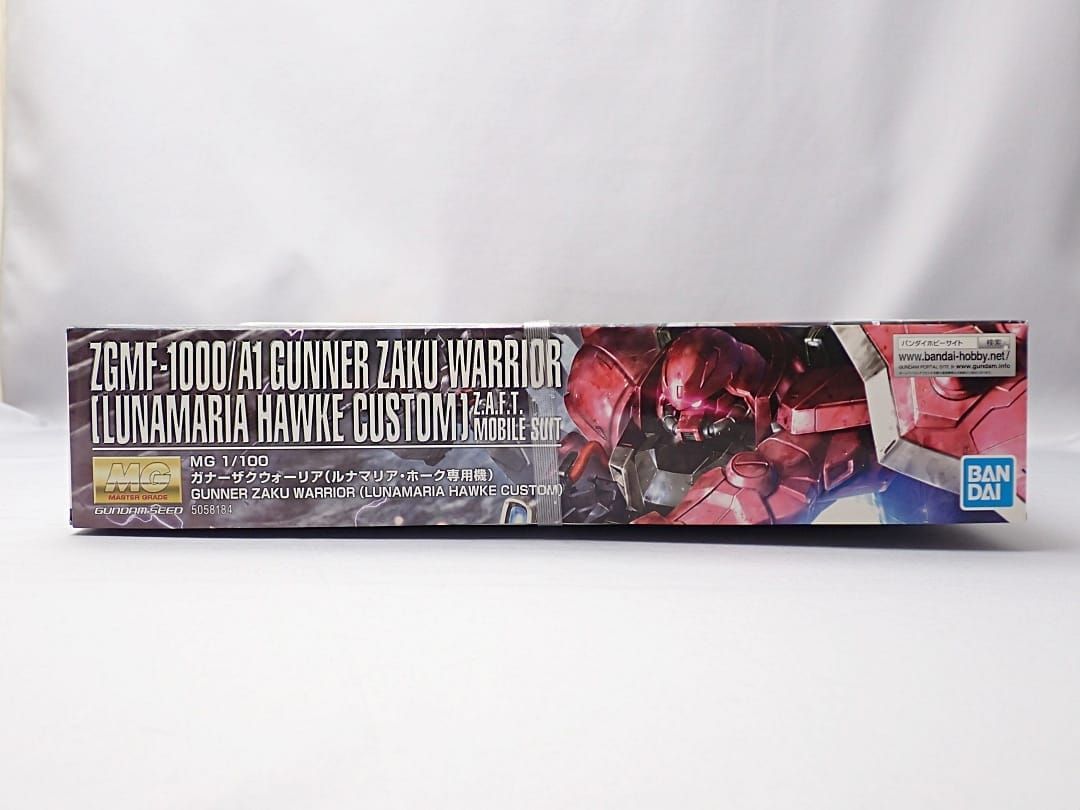 ZGMF-1000/A1 GUNNER ZAKU WARRIOR
[LUNAMARIA HAWKE CUSTOM] Z.A.F.T.
MOBILE SUIT
MG
MASTER GRADE
GUNDAM SEED
MG 1/100
ガナーザクウォーリア(ルナマリア・ホーク専用機)
GUNNER ZAKU WARRIOR (LUNAMARIA HAWKE CUSTOM)
5058184
バンダイホビーサイト 検索
www.bandai-hobby.net/
GUNDAM PORTAL SITE www.gundam.info
BAN
DAI